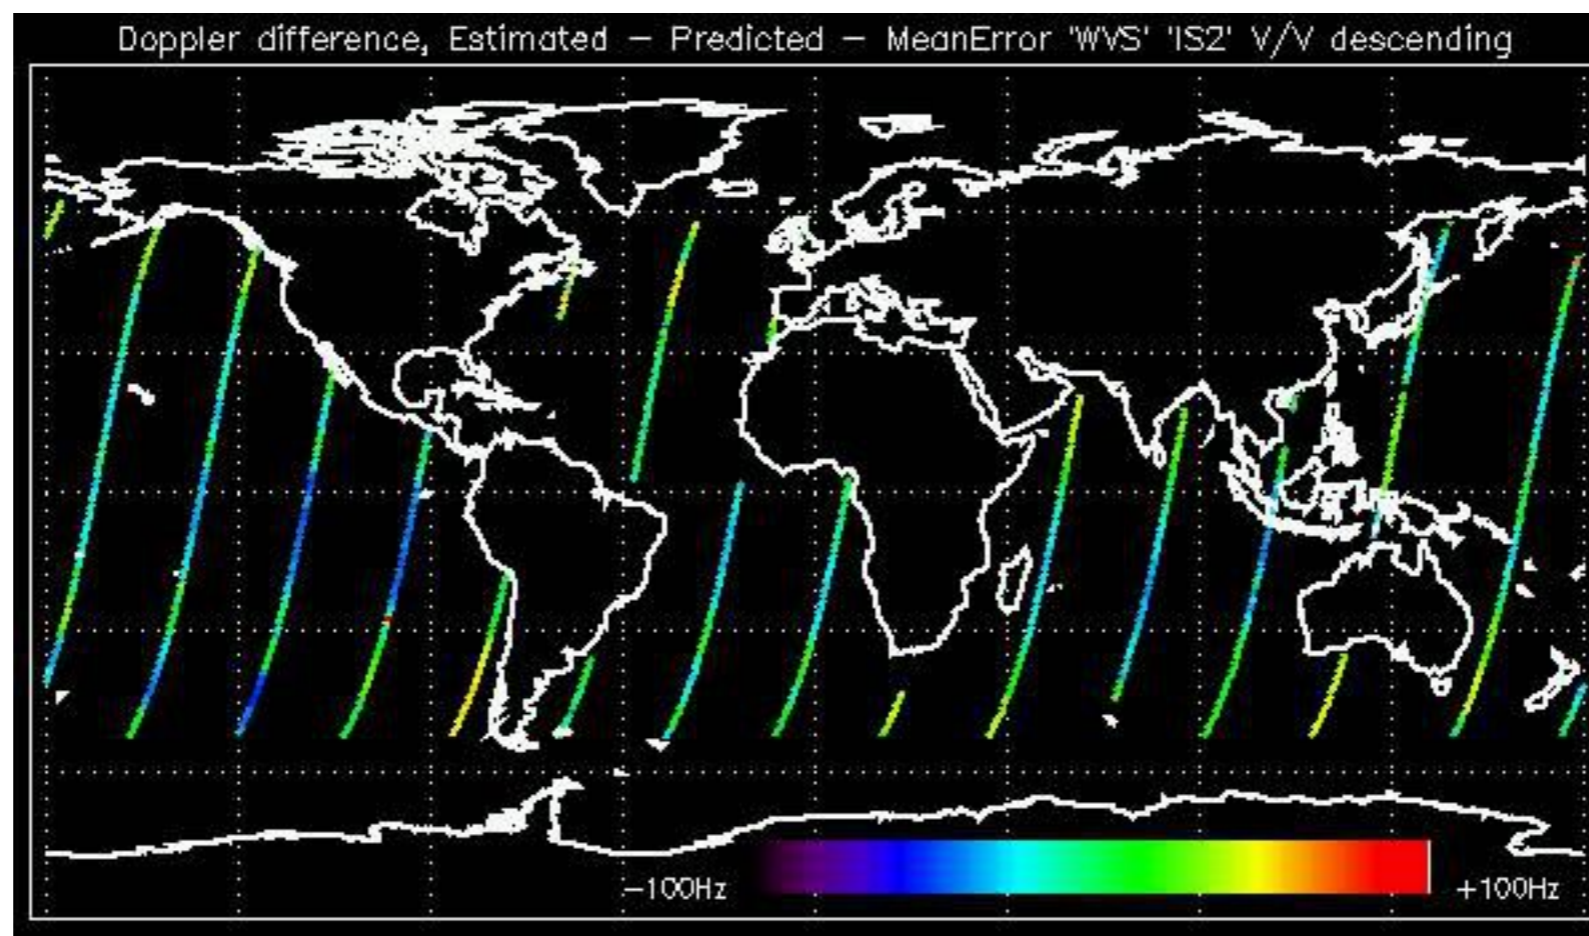 Doppler difference, Estimated – Predicted – MeanError 'WVS' 'IS2' V/V descending
–100Hz
+100Hz